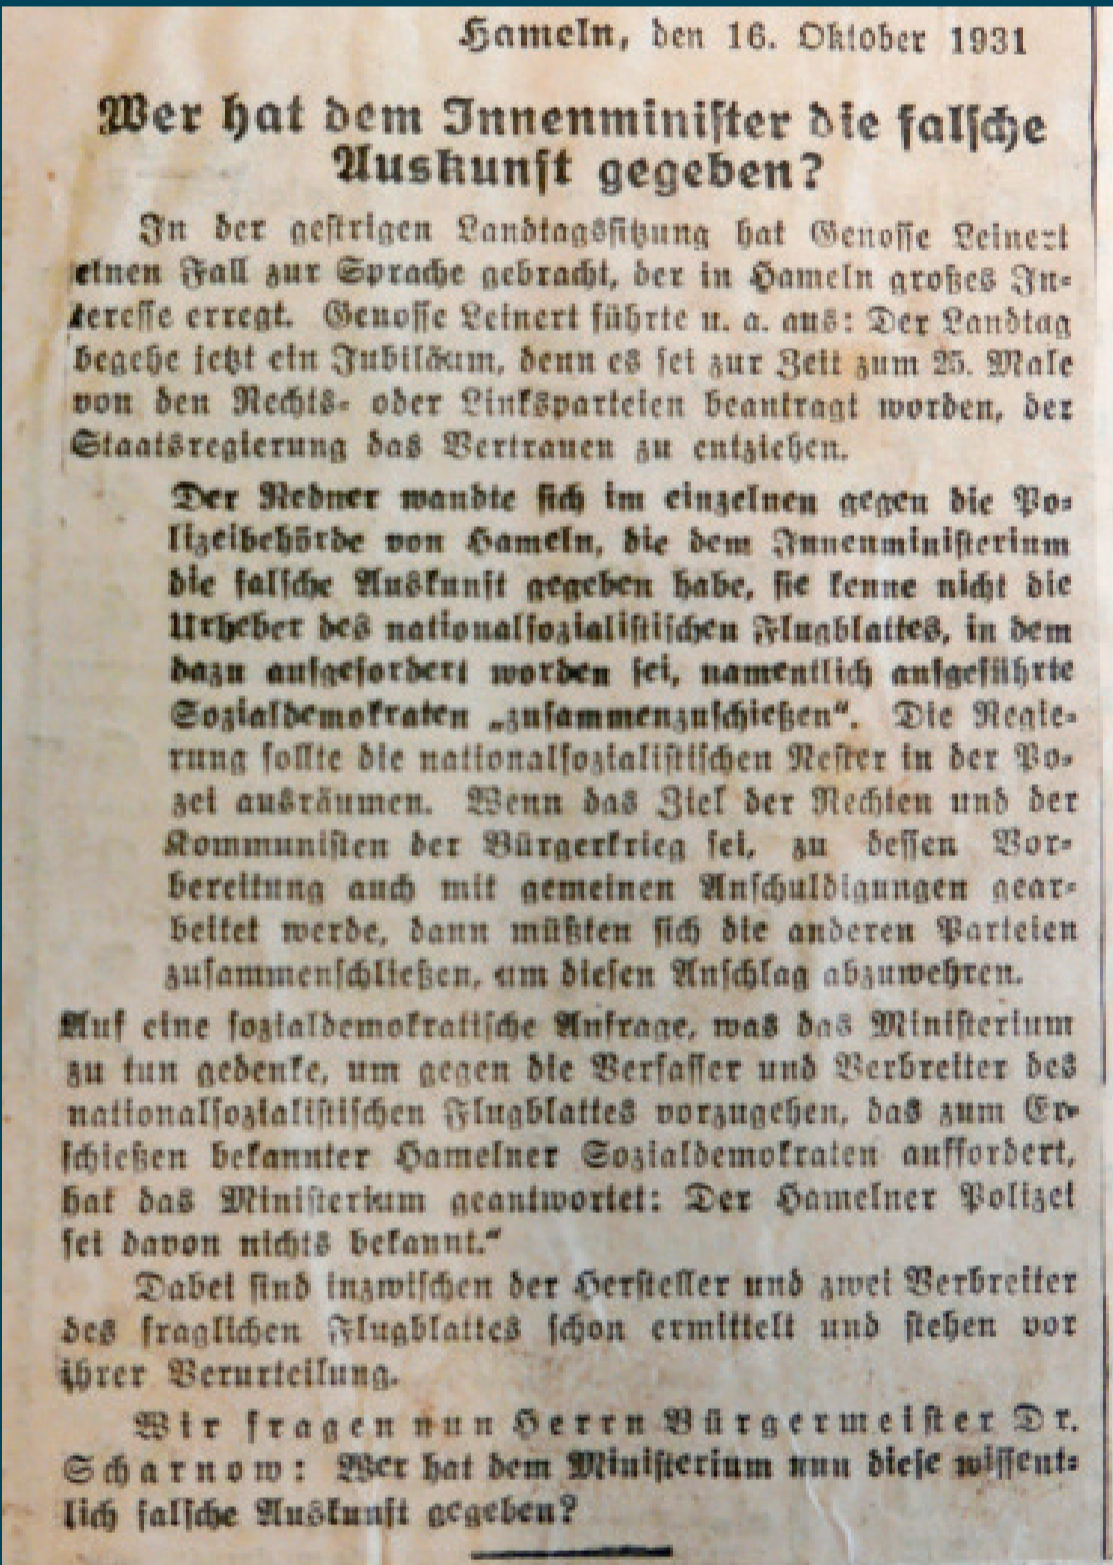 Hameln, den 16. Oktober 1931
Wer hat dem Innenminister die falsche
Auskunft gegeben?
In der gestrigen Landtagssitzung hat Genosse Leinert
einen Fall zur Sprache gebracht, der in Hameln großes In-
teresse erregt. Genosse Leinert führte u. a. aus: Der Landtag
begehe jetzt ein Jubiläum, denn es sei zur Zeit zum 25. Male
von den Rechts- oder Linksparteien beantragt worden, der
Staatsregierung das Vertrauen zu entziehen.
Der Redner wandte sich im einzelnen gegen die Po-
lizeibehörde von Hameln, die dem Innenministerium
die falsche Auskunft gegeben habe, sie kenne nicht die
Urheber des nationalsozialistischen Flugblattes, in dem
dazu aufgefordert worden sei, namentlich aufgeführte
Sozialdemokraten „zusammenzuschießen“. Die Regie-
rung sollte die nationalsozialistischen Nester in der Po-
zei ausräumen. Wenn das Ziel der Rechten und der
Kommunisten der Bürgerkrieg sei, zu dessen Vor-
bereitung auch mit gemeinen Anschuldigungen gear-
beitet werde, dann müßten sich die anderen Parteien
zusammenschließen, um diesen Anschlag abzuwehren.
Auf eine sozialdemokratische Anfrage, was das Ministerium
zu tun gedenke, um gegen die Verfasser und Verbreiter des
nationalsozialistischen Flugblattes vorzugehen, das zum Er-
schießen bekannter Hamelner Sozialdemokraten auffordert,
hat das Ministerium geantwortet: Der Hamelner Polizei
sei davon nichts bekannt.“
Dabei sind inzwischen der Hersteller und zwei Verbreiter
des fraglichen Flugblattes schon ermittelt und stehen vor
ihrer Verurteilung.
Wir fragen nun Herrn Bürgermeister Dr.
Scharnow: Wer hat dem Ministerium nun diese wissent-
lich falsche Auskunft gegeben?